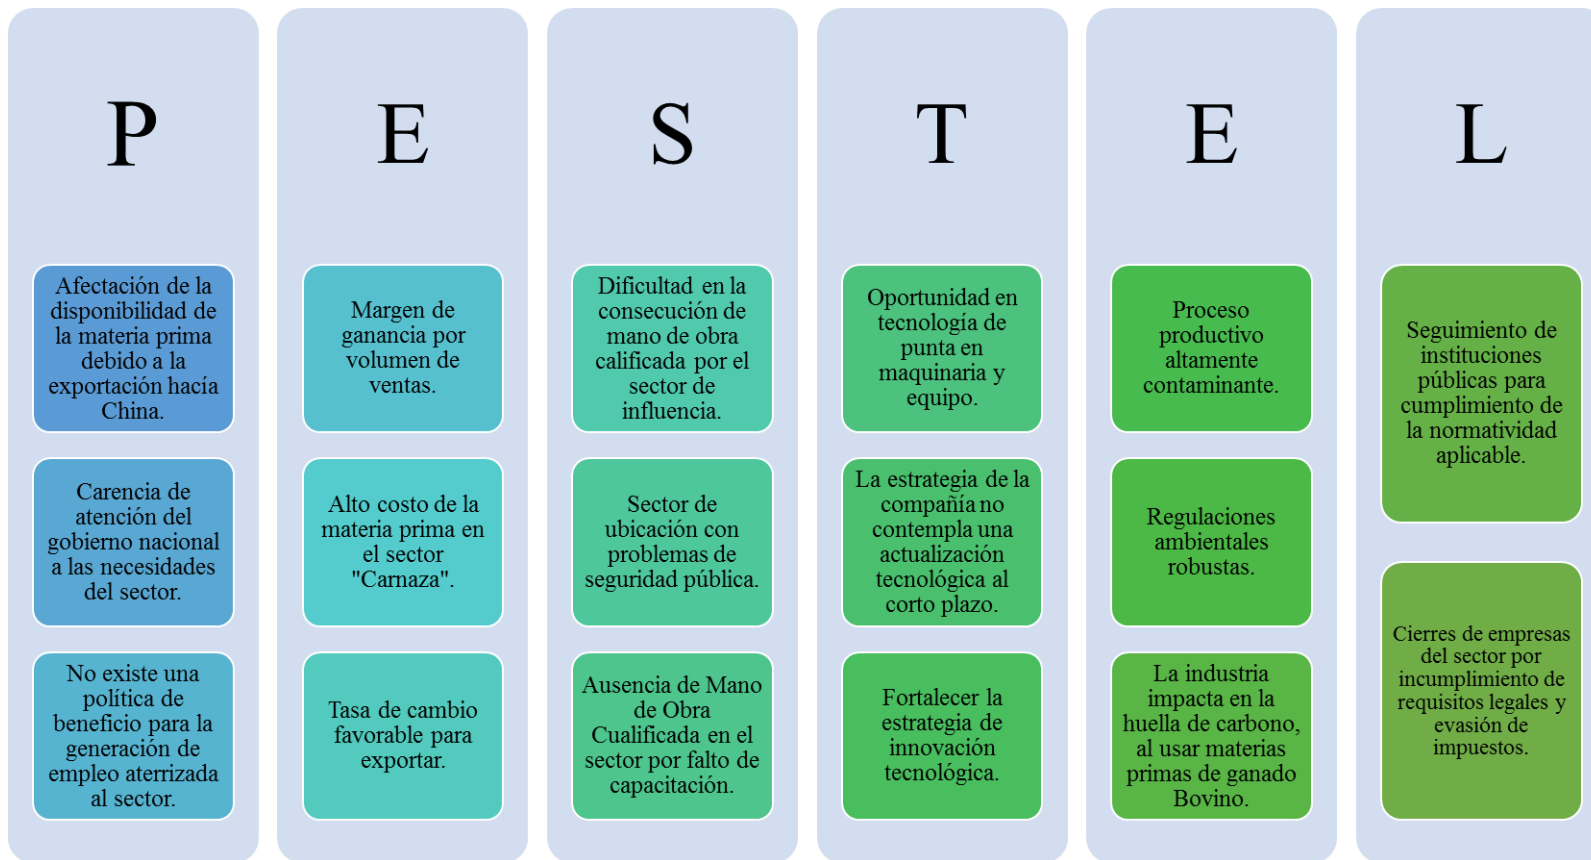 P
Afectación de la
disponibilidad de
la materia prima
debido a la
exportación hacía
China.
Carencia de
atención del
gobierno nacional
a las necesidades
del sector.
No existe una
política de
beneficio para la
generación de
empleo aterrizada
al sector.
E
Margen de
ganancia por
volumen de
ventas.
Alto costo de la
materia prima en
el sector
"Carnaza".
Tasa de cambio
favorable para
exportar.
S
Dificultad en la
consecución de
mano de obra
calificada por el
sector de
influencia.
Sector de
ubicación con
problemas de
seguridad pública.
Ausencia de Mano
de Obra
Cualificada en el
sector por falto de
capacitación.
T
Oportunidad en
tecnología de
punta en
maquinaria y
equipo.
La estrategia de la
compañía no
contempla una
actualización
tecnológica al
corto plazo.
Fortalecer la
estrategia de
innovación
tecnológica.
E
Proceso
productivo
altamente
contaminante.
Regulaciones
ambientales
robustas.
La industria
impacta en la
huella de carbono,
al usar materias
primas de ganado
Bovino.
L
Seguimiento de
instituciones
públicas para
cumplimiento de
la normatividad
aplicable.
Cierres de empresas
del sector por
incumplimiento de
requisitos legales y
evasión de
impuestos.